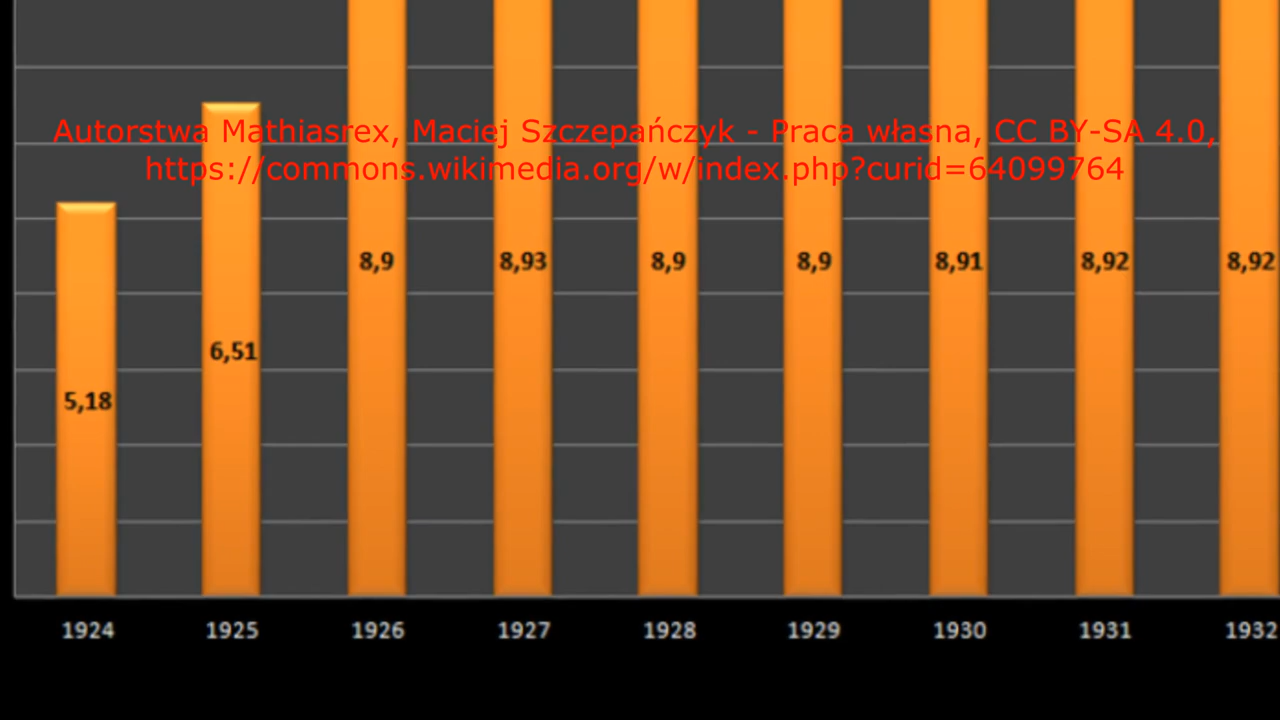 Autorstwa Mathiasrex, Maciej Szczepańczyk - Praca własna, CC BY-SA 4.0,
https://commons.wikimedia.org/w/index.php?curid=64099764
8,9 8,93 8,9 8,9 8,91 8,92 8,92
6,51
5,18
1924 1925 1926 1927 1928 1929 1930 1931 1932